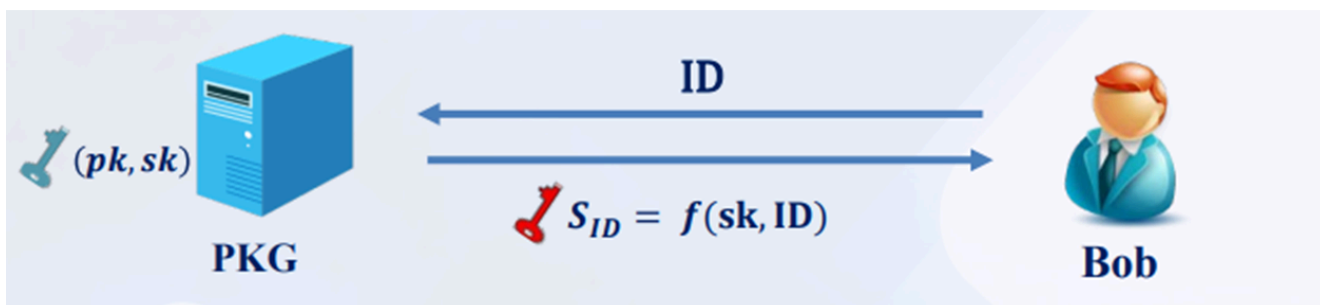 ID
(pk, sk)
S_ID = f(sk, ID)
PKG
Bob